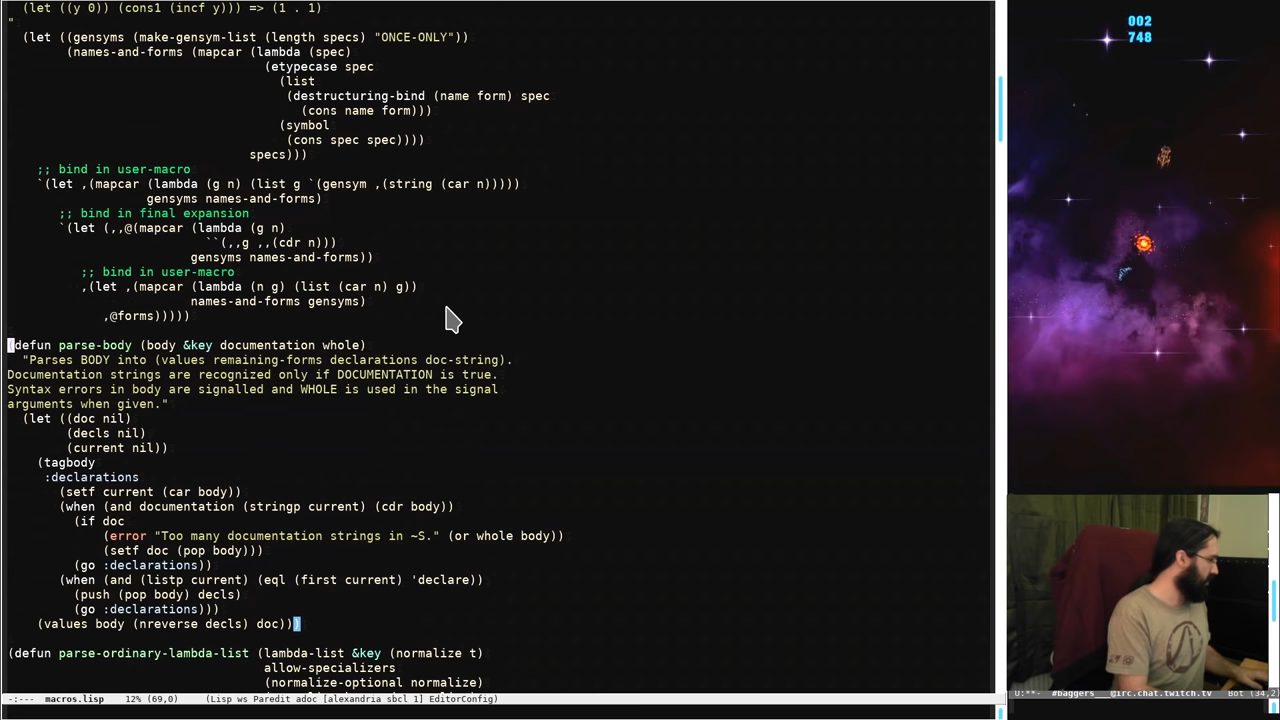 (let ((y 0)) (cons1 (incf y))) => (1 . 1)
"
(let ((gensyms (make-gensym-list (length specs) "ONCE-ONLY"))
(names-and-forms (mapcar (lambda (spec)
(etypecase spec
(list
(destructuring-bind (name form) spec
(cons name form)))
(symbol
(cons spec spec))))
specs)))
;; bind in user-macro
`(let ,(mapcar (lambda (g n) (list g `(gensym ,(string (car n)))))
gensyms names-and-forms)
;; bind in final expansion
`(let (,,@(mapcar (lambda (g n)
``(,,g ,,(cdr n)))
gensyms names-and-forms))
;; bind in user-macro
,(let ,(mapcar (lambda (n g) (list (car n) g))
names-and-forms gensyms)
,@forms)))))
(defun parse-body (body &key documentation whole)
"Parses BODY into (values remaining-forms declarations doc-string).
Documentation strings are recognized only if DOCUMENTATION is true.
Syntax errors in body are signalled and WHOLE is used in the signal
arguments when given."
(let ((doc nil)
(decls nil)
(current nil))
(tagbody
:declarations
(setf current (car body))
(when (and documentation (stringp current) (cdr body))
(if doc
(error "Too many documentation strings in ~S." (or whole body))
(setf doc (pop body)))
(go :declarations))
(when (and (listp current) (eql (first current) 'declare))
(push (pop body) decls)
(go :declarations)))
(values body (nreverse decls) doc)))
(defun parse-ordinary-lambda-list (lambda-list &key (normalize t)
allow-specializers
(normalize-optional normalize)
-:--- macros.lisp 12% (69,0) (Lisp ws Paredit adoc [alexandria sbcl 1] EditorConfig)
002
748
U:**- #baggers___@irc.chat.twitch.tv Bot (34,2)